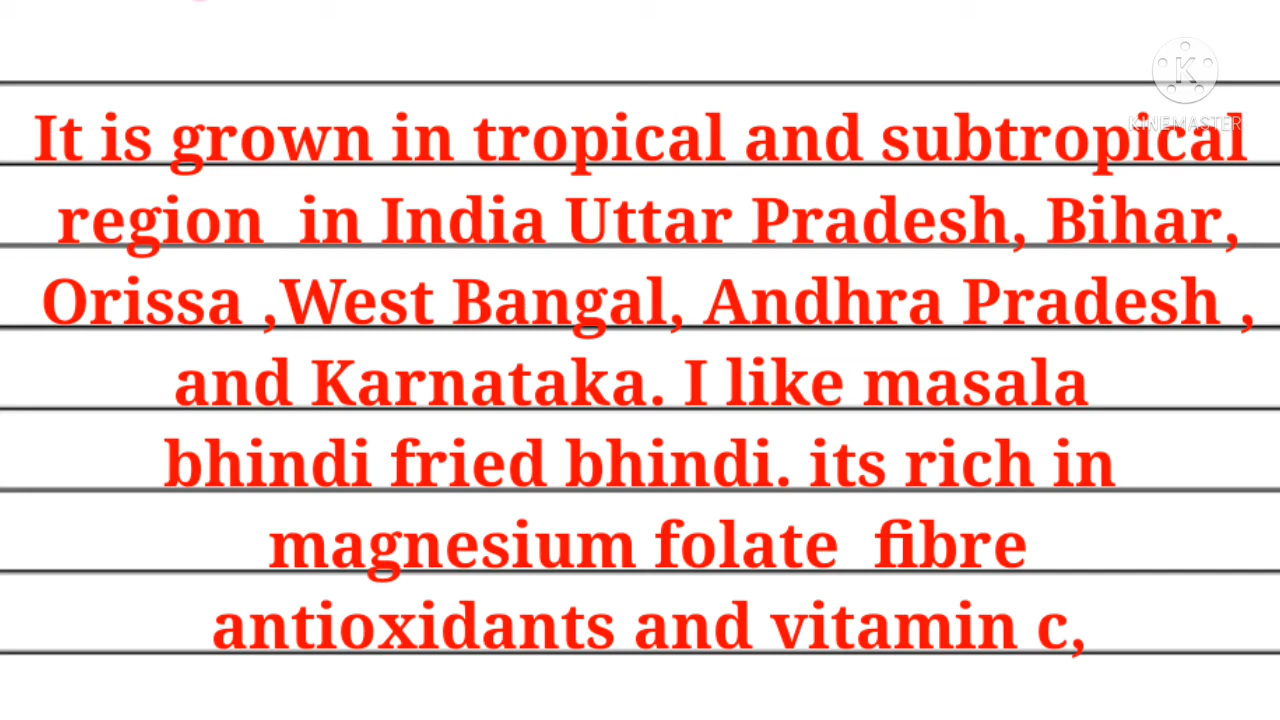 KINEMASTER
It is grown in tropical and subtropical
region in India Uttar Pradesh, Bihar,
Orissa ,West Bangal, Andhra Pradesh ,
and Karnataka. I like masala
bhindi fried bhindi. its rich in
magnesium folate fibre
antioxidants and vitamin c,